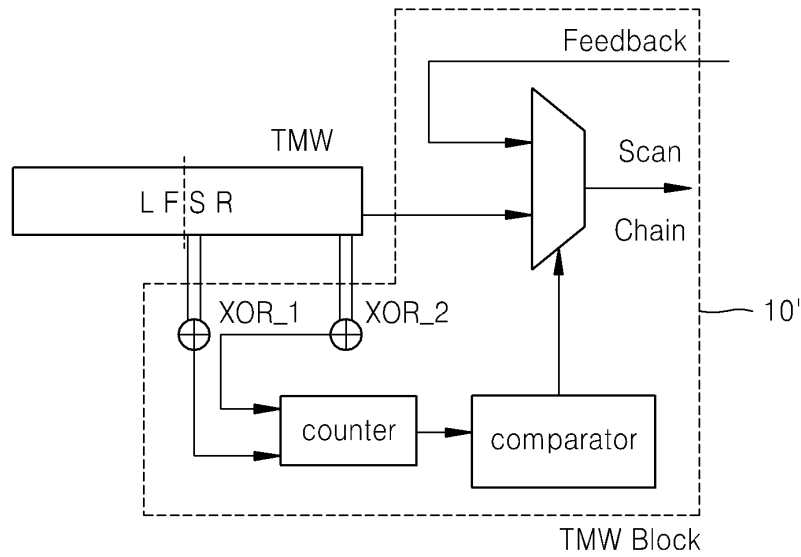 Feedback
TMW
Scan
L F S R
Chain
XOR_1
XOR_2
10'
counter
comparator
TMW Block